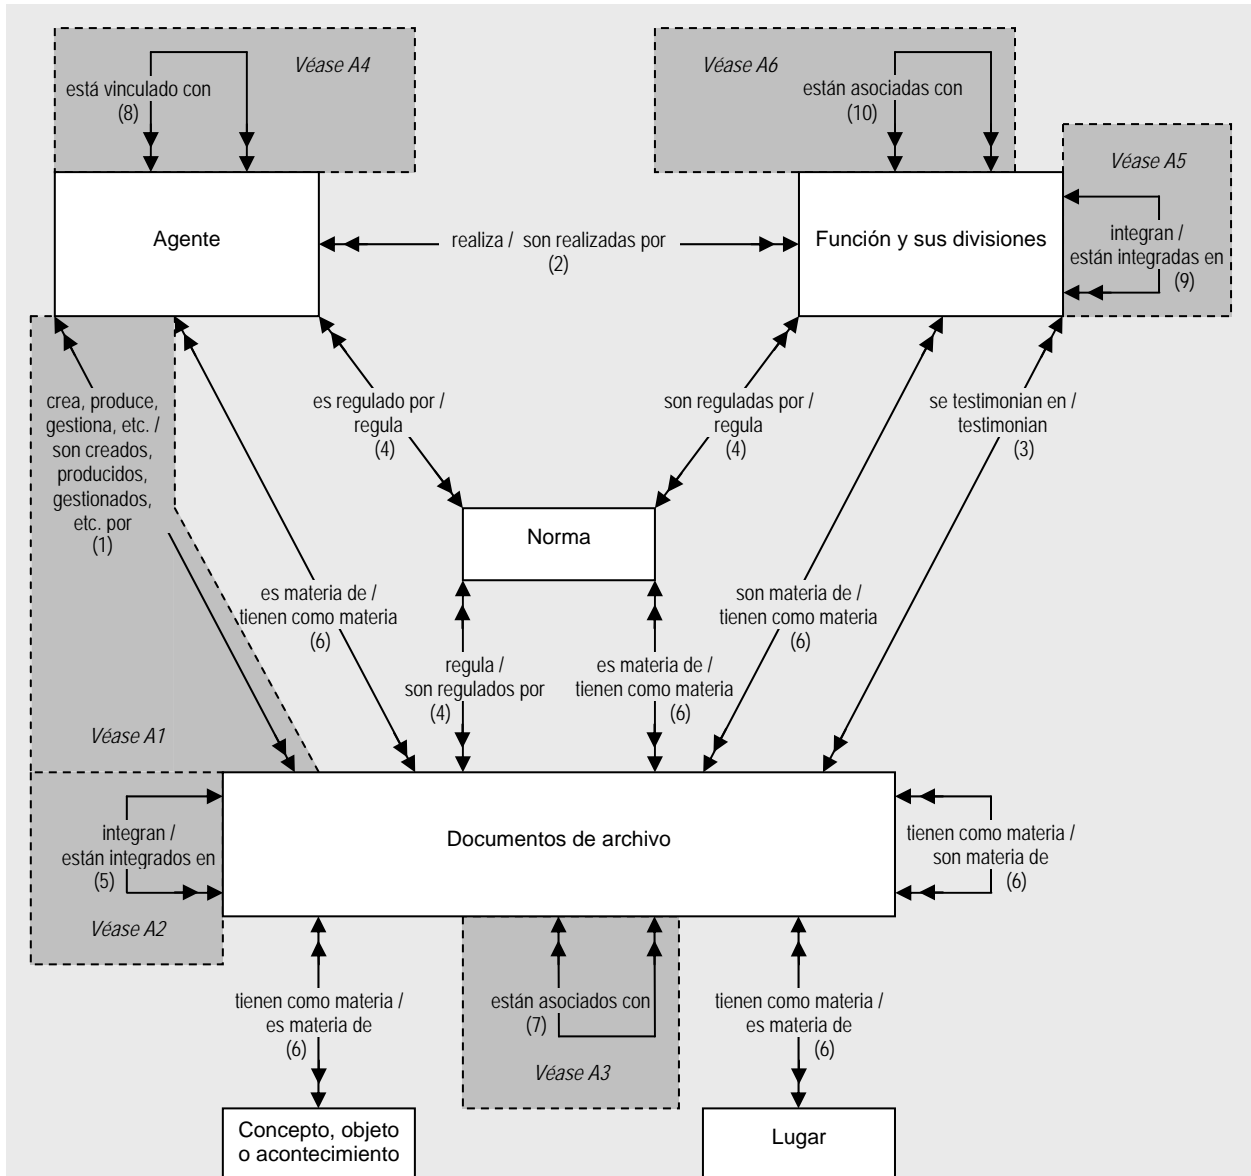 Véase A4
está vinculado con
(8)
Véase A6
están asociadas con
(10)
Véase A5
integran /
están integradas en
(9)
Agente
realiza / son realizadas por
(2)
Función y sus divisiones
crea, produce,
gestiona, etc. /
son creados,
producidos,
gestionados,
etc. por
(1)
es regulado por /
regula
(4)
son reguladas por /
regula
(4)
se testimonian en /
testimonian
(3)
Norma
es materia de /
tienen como materia
(6)
son materia de /
tienen como materia
(6)
regula /
son regulados por
(4)
es materia de /
tienen como materia
(6)
Véase A1
integran /
están integrados en
(5)
Véase A2
Documentos de archivo
tienen como materia /
son materia de
(6)
tienen como materia /
es materia de
(6)
están asociados con
(7)
Véase A3
tienen como materia /
es materia de
(6)
Concepto, objeto
o acontecimiento
Lugar